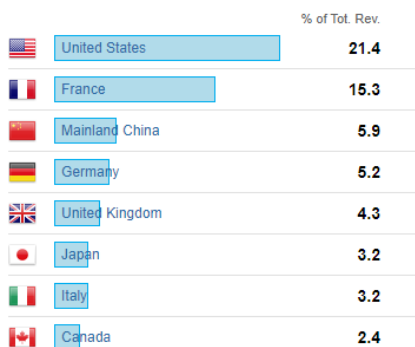 % of Tot. Rev.
United States 21.4
France 15.3
Mainland China 5.9
Germany 5.2
United Kingdom 4.3
Japan 3.2
Italy 3.2
Canada 2.4